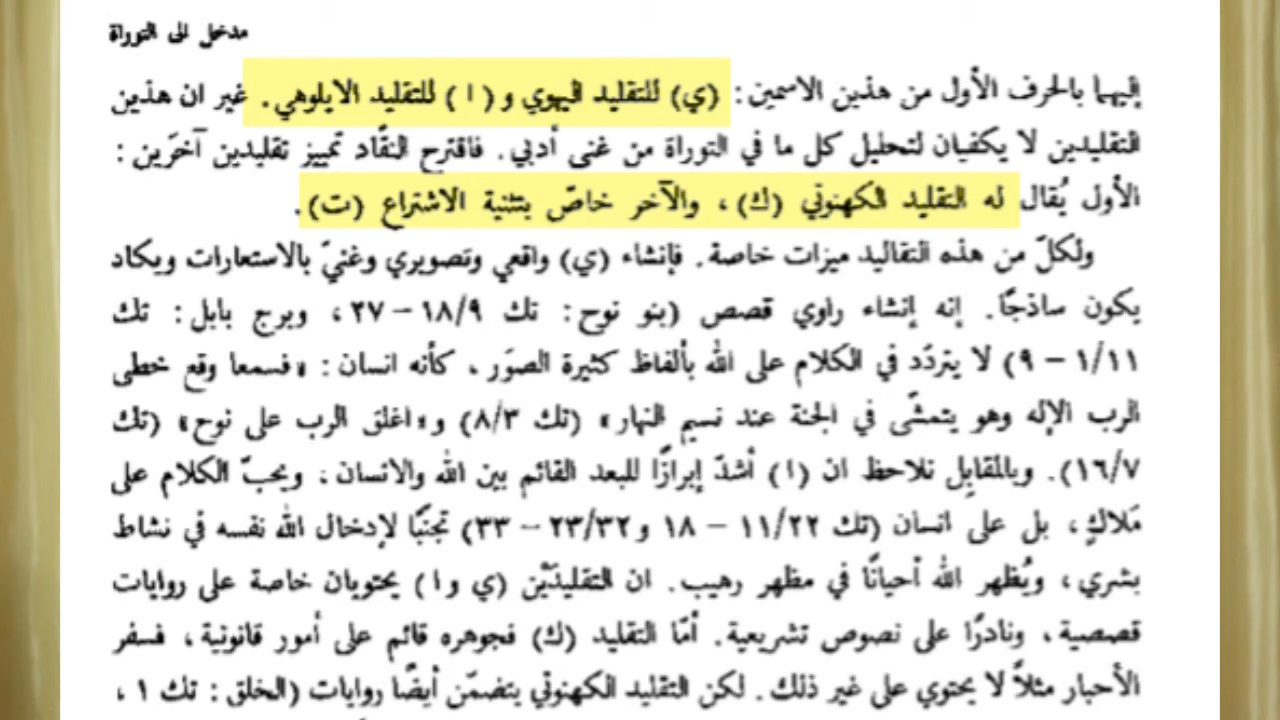 مدخل الى التوراة
إليهما بالحرف الأول من هذين الاسمين: (ي) للتقليد اليهوي و (ا) للتقليد الايلوهي. غير ان هذين
التقليدين لا يكفيان لتحليل كل ما في التوراة من غنى أدبي. فاقترح النقّاد تمييز تقليدين آخرَين:
الأول يُقال له التقليد الكهنوتي (ك)، والآخر خاصّ بتثنية الاشتراع (ت).
ولكلّ من هذه التقاليد ميزات خاصة. فإنشاء (ي) واقعي وتصويري وغنيّ بالاستعارات ويكاد
يكون ساذجًا. إنه إنشاء راوي قصص (بنو نوح: تك ١٨/٩ – ٢٧، وبرج بابل: تك
١/١١ – ٩) لا يتردّد في الكلام على الله بألفاظ كثيرة الصوَر، كأنه انسان: «فسمعا وقع خطى
الرب الإله وهو يتمشّى في الجنة عند نسيم النهار» (تك ٨/٣) و«اغلق الرب على نوح» (تك
١٦/٧). وبالمقابِل نلاحظ ان (ا) أشدّ إبرازًا للبعد القائم بين الله والانسان، ويحبّ الكلام على
مَلاكٍ، بل على انسان (تك ١١/٢٢ – ١٨ و٢٣/٣٢ – ٣٣) تجنبًا لإدخال الله نفسه في نشاط
بشري، ويُظهر الله أحيانًا في مظهر رهيب. ان التقليدَيْن (ي وا) يحتويان خاصة على روايات
قصصية، ونادرًا على نصوص تشريعية. أمّا التقليد (ك) فجوهره قائم على أمور قانونية، فسفر
الأحبار مثلاً لا يحتوي على غير ذلك. لكن التقليد الكهنوتي يتضمّن أيضًا روايات (الخلق: تك ١،